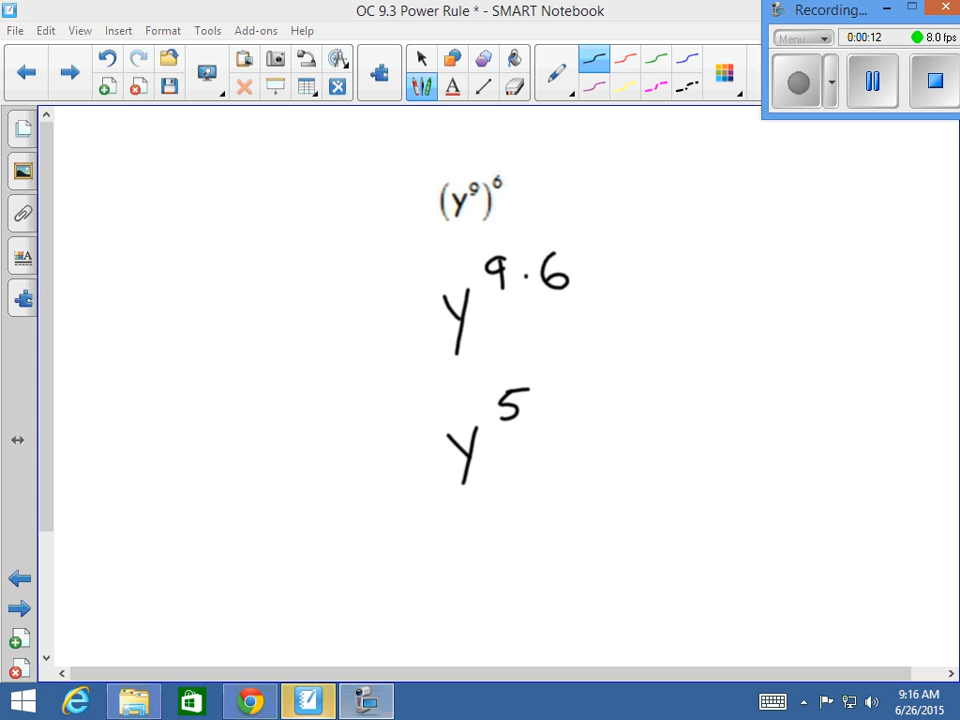 OC 9.3 Power Rule * - SMART Notebook
Recording...
File Edit View Insert Format Tools Add-ons Help
Menu 0:00:12 8.0 fps
(y⁹)⁶
y⁹·⁶
y⁵
9:16 AM
6/26/2015